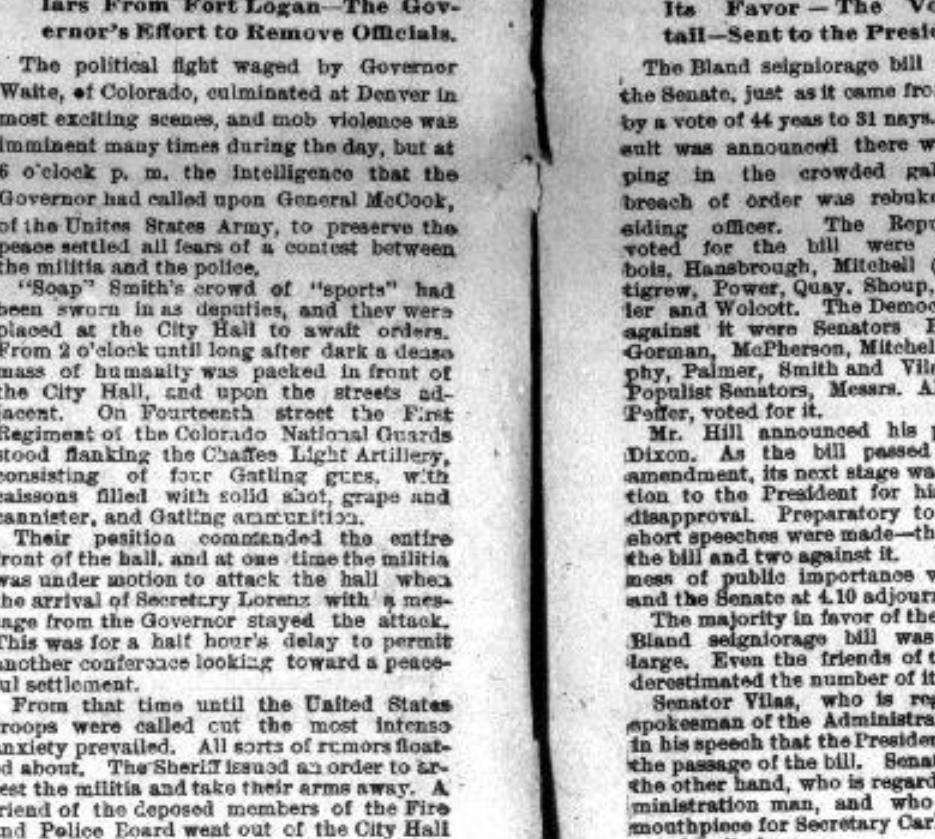 lars From Fort Logan—The Gov-
ernor's Effort to Remove Officials.
The political fight waged by Governor
Waite, of Colorado, culminated at Denver in
most exciting scenes, and mob violence was
imminent many times during the day, but at
6 o'clock p. m. the intelligence that the
Governor had called upon General McCook,
of the Unites States Army, to preserve the
peace settled all fears of a contest between
the militia and the police.
"Soap" Smith's crowd of "sports" had
been sworn in as deputies, and they were
placed at the City Hall to await orders.
From 2 o'clock until long after dark a dense
mass of humanity was packed in front of
the City Hall, and upon the streets ad-
jacent. On Fourteenth street the First
Regiment of the Colorado National Guards
stood flanking the Chaffee Light Artillery,
consisting of four Gatling guns, with
caissons filled with solid shot, grape and
cannister, and Gatling ammunition.
Their position commanded the entire
front of the hall, and at one time the militia
was under motion to attack the hall when
the arrival of Secretary Lorenz with a mes-
sage from the Governor stayed the attack.
This was for a half hour's delay to permit
another conference looking toward a peace-
ful settlement.
From that time until the United States
troops were called out the most intense
anxiety prevailed. All sorts of rumors float-
ed about. The Sheriff issued an order to ar-
rest the militia and take their arms away. A
friend of the deposed members of the Fire
and Police Board went out of the City Hall
Its Favor — The Vo
tail—Sent to the Presid
The Bland seigniorage bill
the Senate, just as it came fro
by a vote of 44 yeas to 31 nays.
sult was announced there w
ping in the crowded gal
breach of order was rebuke
siding officer. The Repu
voted for the bill were
bois, Hansbrough, Mitchell (
tigrew, Power, Quay, Shoup,
ler and Wolcott. The Democ
against it were Senators
Gorman, McPherson, Mitchel
phy, Palmer, Smith and Vila
Populist Senators, Messrs. Al
Peffer, voted for it.
Mr. Hill announced his p
Dixon. As the bill passed
amendment, its next stage wa
tion to the President for his
disapproval. Preparatory to
short speeches were made—th
the bill and two against it.
ness of public importance w
and the Senate at 4.10 adjourn
The majority in favor of the
Bland seigniorage bill was
large. Even the friends of t
derestimated the number of it
Senator Vilas, who is reg
spokesman of the Administra
in his speech that the Presiden
the passage of the bill. Senat
the other hand, who is regard
ministration man, and who
mouthpiece for Secretary Carl